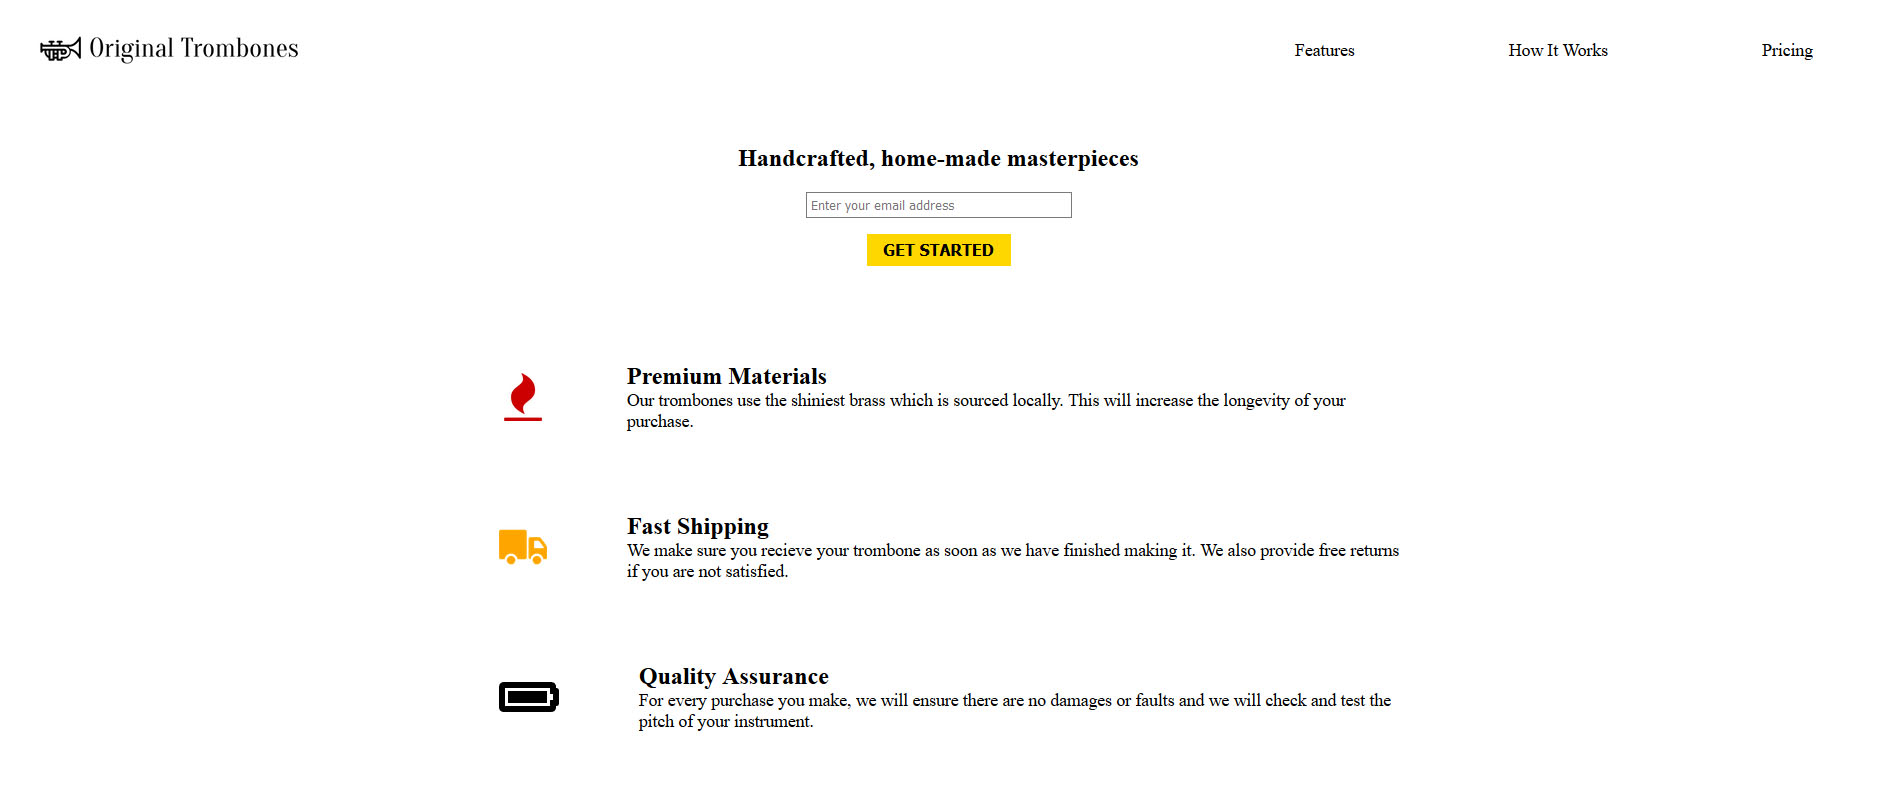 Original Trombones
Features
How It Works
Pricing
Handcrafted, home-made masterpieces
Enter your email address
GET STARTED
Premium Materials
Our trombones use the shiniest brass which is sourced locally. This will increase the longevity of your
purchase.
Fast Shipping
We make sure you recieve your trombone as soon as we have finished making it. We also provide free returns
if you are not satisfied.
Quality Assurance
For every purchase you make, we will ensure there are no damages or faults and we will check and test the
pitch of your instrument.